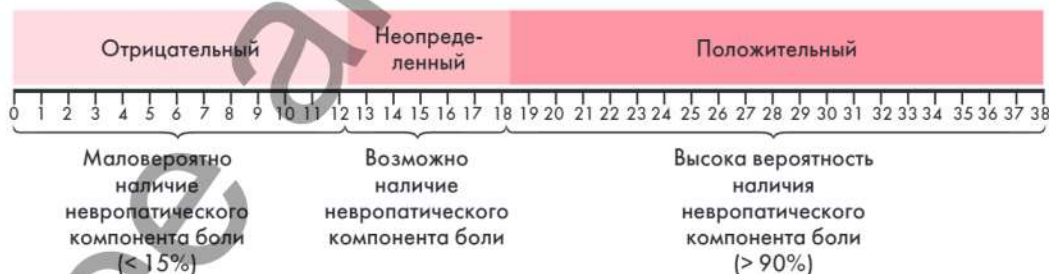 Отрицательный
Неопреде-
ленный
Положительный
0 1 2 3 4 5 6 7 8 9 10 11 12 13 14 15 16 17 18 19 20 21 22 23 24 25 26 27 28 29 30 31 32 33 34 35 36 37 38
Маловероятно
наличие
невропатического
компонента боли
(< 15%)
Возможно
наличие
невропатического
компонента боли
Высока вероятность
наличия
невропатического
компонента боли
(> 90%)